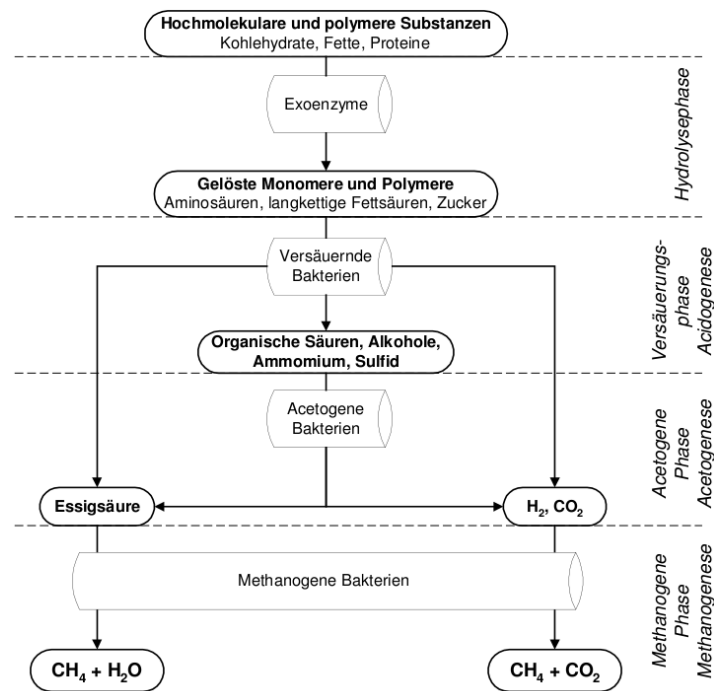 Hochmolekulare und polymere Substanzen
Kohlehydrate, Fette, Proteine
Exoenzyme
Hydrolysephase
Gelöste Monomere und Polymere
Aminosäuren, langkettige Fettsäuren, Zucker
Versäuernde
Bakterien
Versäuerungs-
phase
Acidogenese
Organische Säuren, Alkohole,
Ammomium, Sulfid
Acetogene
Bakterien
Acetogene
Phase
Acetogenese
Essigsäure
H₂, CO₂
Methanogene Bakterien
Methanogene
Phase
Methanogenese
CH₄ + H₂O
CH₄ + CO₂